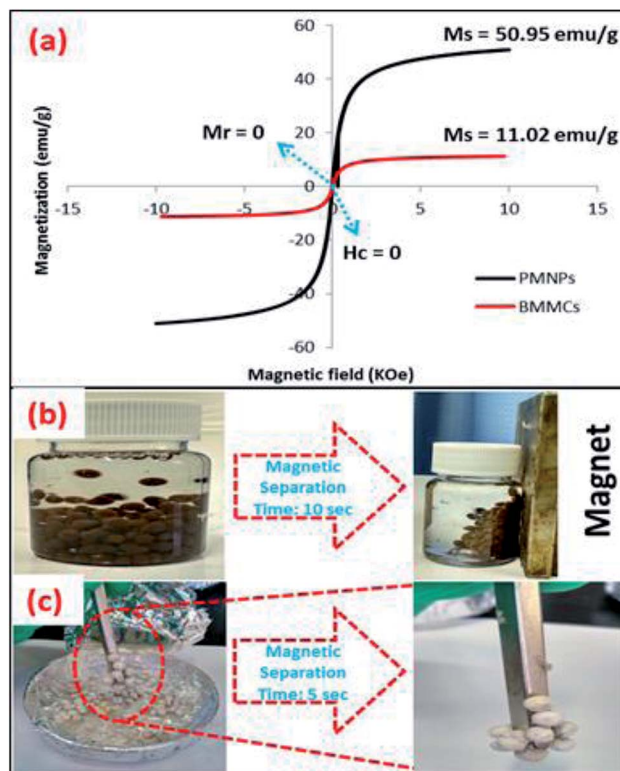 (a)
Ms = 50.95 emu/g
Ms = 11.02 emu/g
Mr = 0
Hc = 0
60
40
20
0
-20
-40
-60
-15
-10
-5
0
5
10
15
Magnetization (emu/g)
Magnetic field (KOe)
PMNPs
BMMCs
(b)
Magnetic
Separation
Time: 10 sec
Magnet
(c)
Magnetic
Separation
Time: 5 sec